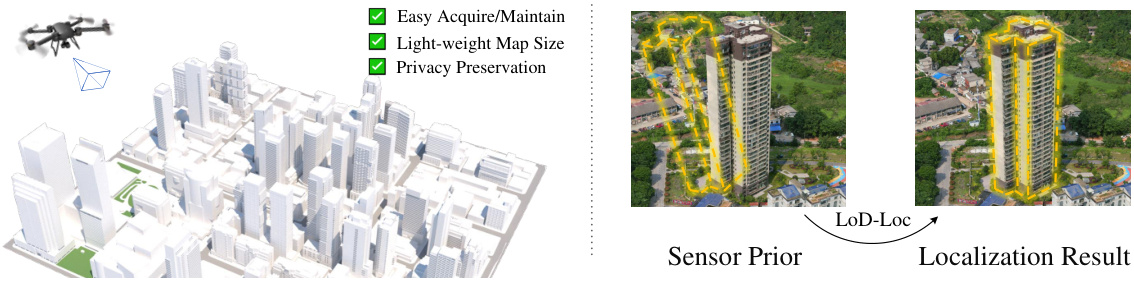 Easy Acquire/Maintain
Light-weight Map Size
Privacy Preservation
LoD-Loc
Sensor Prior
Localization Result